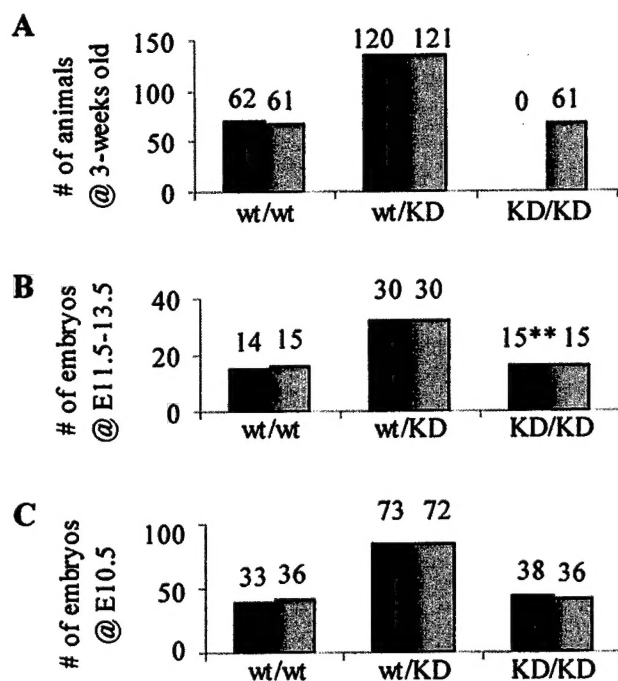 A
# of animals
@ 3-weeks old
150
100
50
0
62 61
120 121
0 61
wt/wt wt/KD KD/KD
B
# of embryos
@ E11.5-13.5
40
20
0
14 15
30 30
15** 15
wt/wt wt/KD KD/KD
C
# of embryos
@ E10.5
100
50
0
33 36
73 72
38 36
wt/wt wt/KD KD/KD